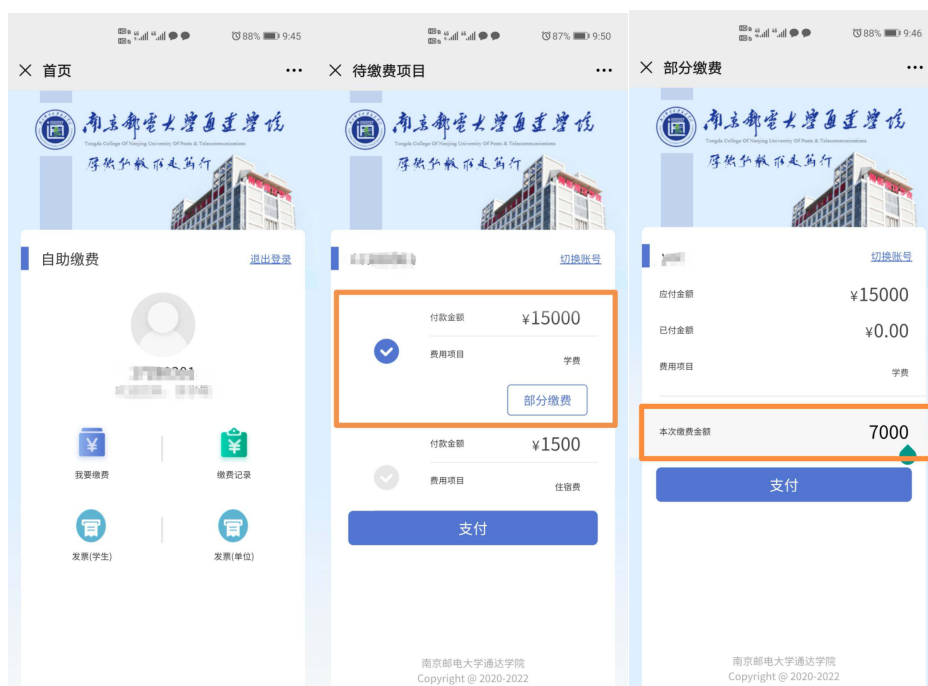 88% 9:45
首页
南京邮电大学通达学院
Tongda College Of Nanjing University Of Posts & Telecommunications
厚德弘毅 求是笃行
自助缴费
退出登录
我要缴费
缴费记录
发票(学生)
发票(单位)
87% 9:50
待缴费项目
南京邮电大学通达学院
Tongda College Of Nanjing University Of Posts & Telecommunications
厚德弘毅 求是笃行
切换账号
付款金额 ¥15000
费用项目 学费
部分缴费
付款金额 ¥1500
费用项目 住宿费
支付
南京邮电大学通达学院
Copyright @ 2020-2022
88% 9:46
部分缴费
南京邮电大学通达学院
Tongda College Of Nanjing University Of Posts & Telecommunications
厚德弘毅 求是笃行
切换账号
应付金额 ¥15000
已付金额 ¥0.00
费用项目 学费
本次缴费金额 7000
支付
南京邮电大学通达学院
Copyright @ 2020-2022